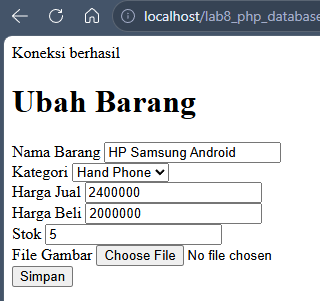 localhost/lab8_php_database
Koneksi berhasil
Ubah Barang
Nama Barang HP Samsung Android
Kategori Hand Phone
Harga Jual 2400000
Harga Beli 2000000
Stok 5
File Gambar Choose File No file chosen
Simpan